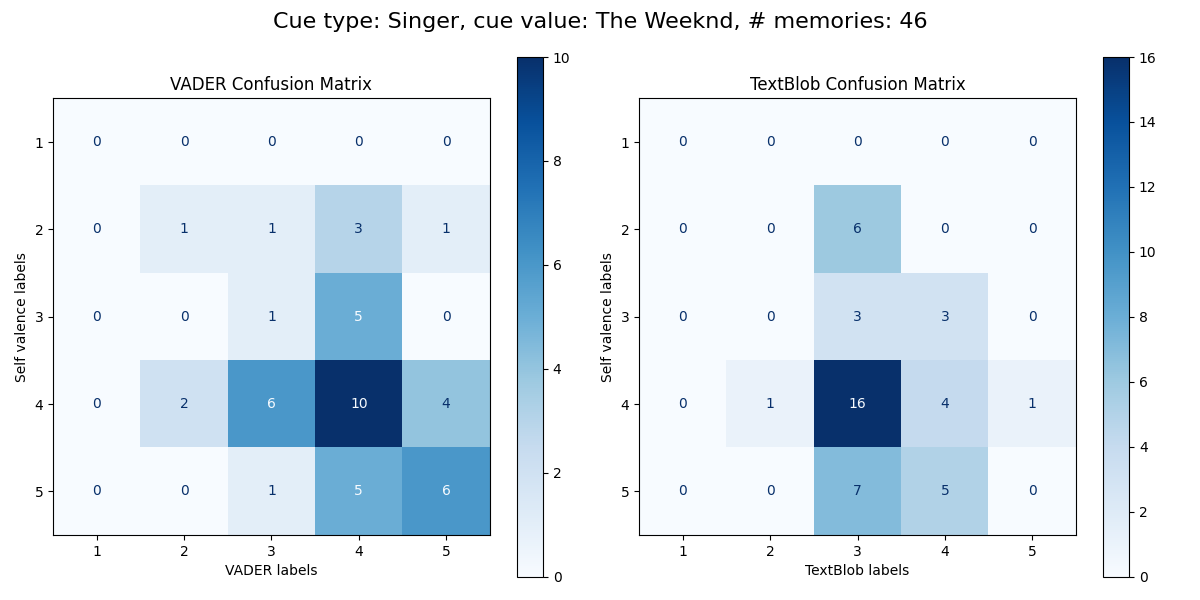 Cue type: Singer, cue value: The Weeknd, # memories: 46
VADER Confusion Matrix
1 0 0 0 0 0
2 0 1 1 3 1
3 0 0 1 5 0
4 0 2 6 10 4
5 0 0 1 5 6
1 2 3 4 5
VADER labels
Self valence labels
10
8
6
4
2
0
TextBlob Confusion Matrix
1 0 0 0 0 0
2 0 0 6 0 0
3 0 0 3 3 0
4 0 1 16 4 1
5 0 0 7 5 0
1 2 3 4 5
TextBlob labels
Self valence labels
16
14
12
10
8
6
4
2
0